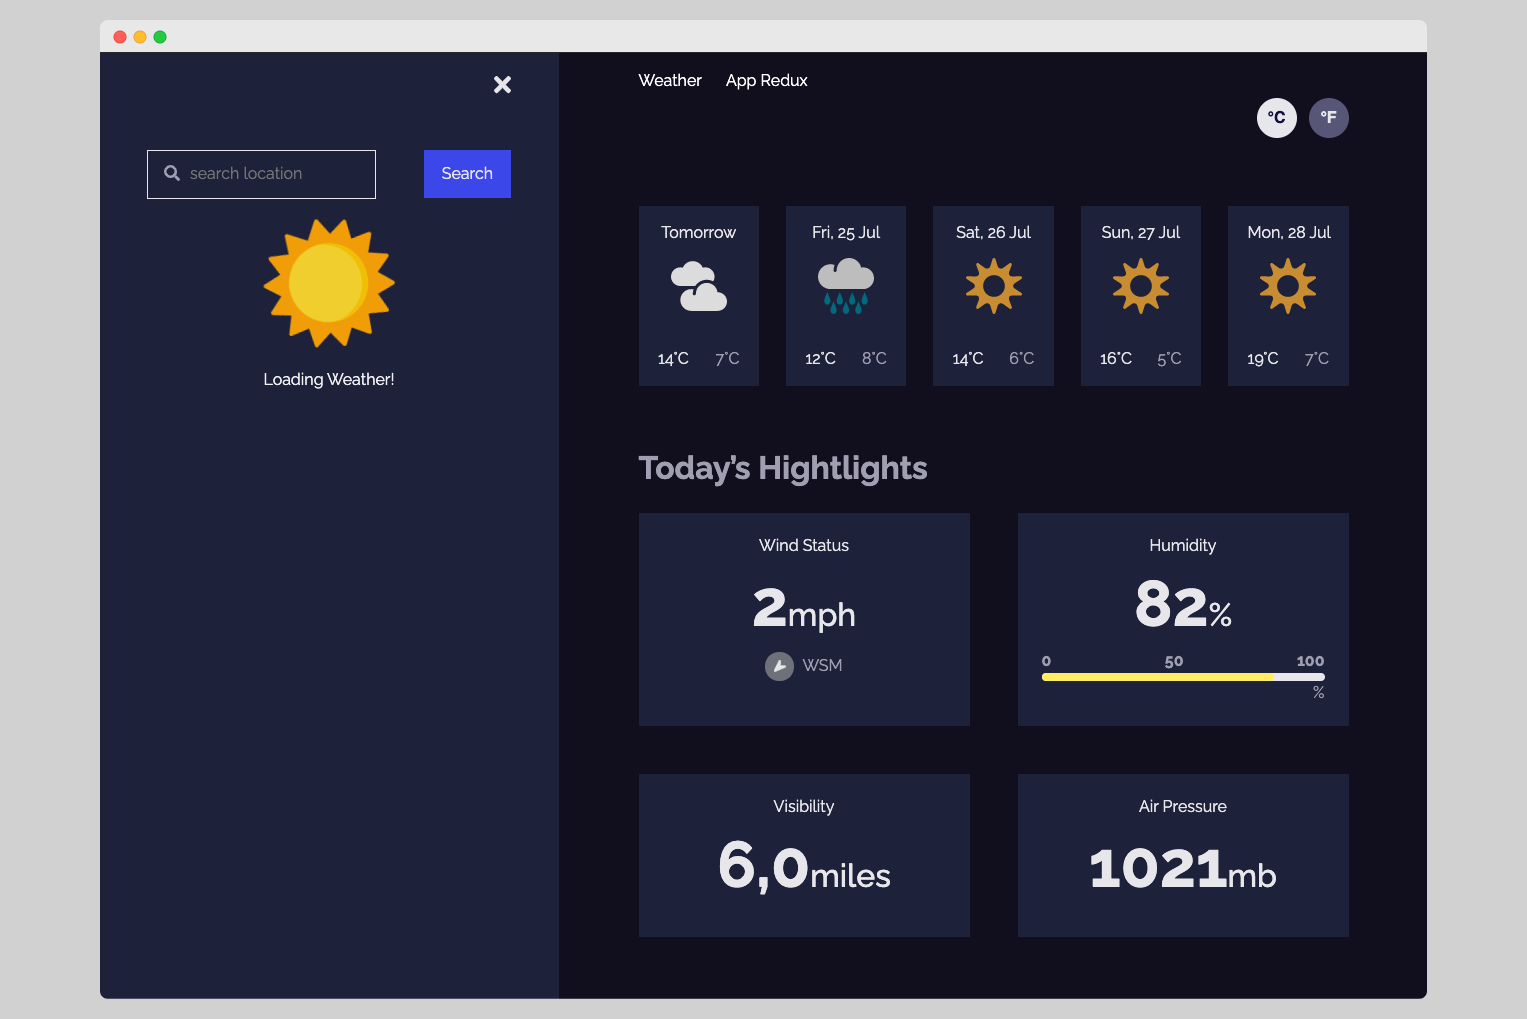 Weather App Redux
°C °F
search location
Search
Loading Weather!
Tomorrow
14°C 7°C
Fri, 25 Jul
12°C 8°C
Sat, 26 Jul
14°C 6°C
Sun, 27 Jul
16°C 5°C
Mon, 28 Jul
19°C 7°C
Today's Hightlights
Wind Status
2mph
WSM
Humidity
82%
0 50 100
%
Visibility
6,0miles
Air Pressure
1021mb